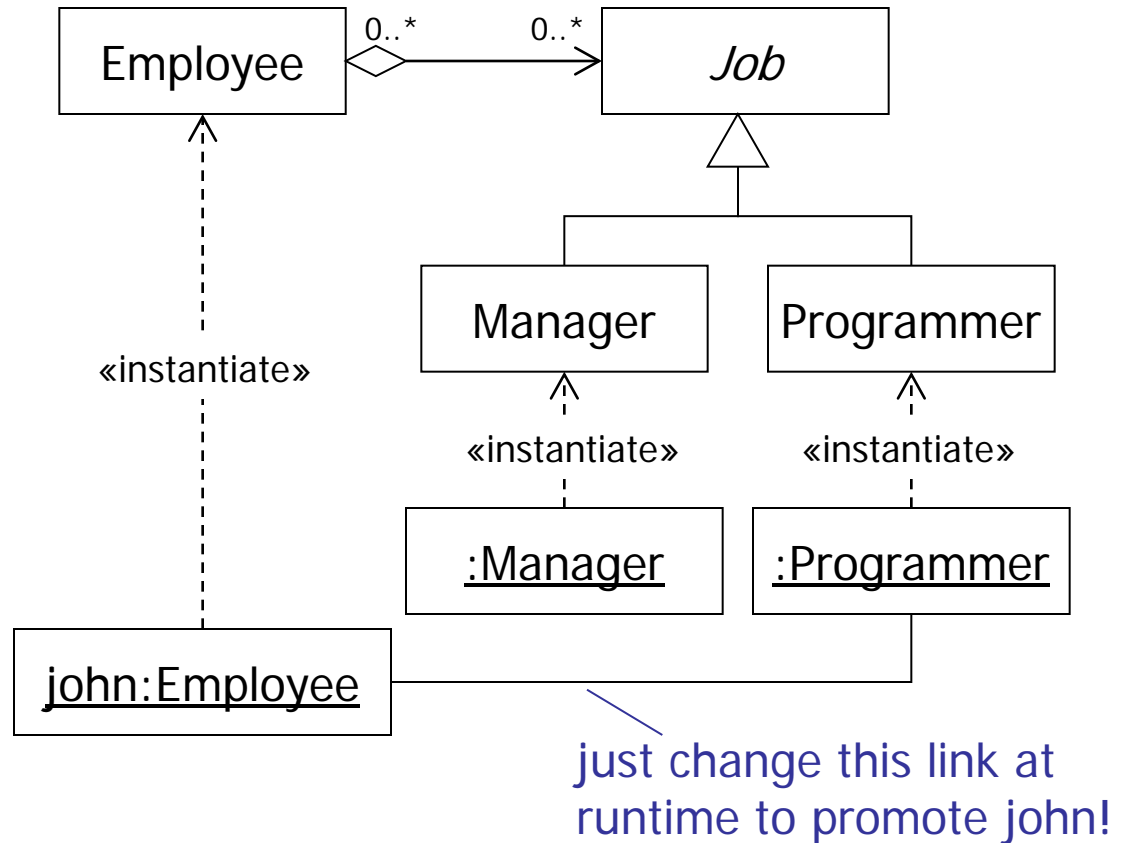 Employee
0..*
0..*
Job
Manager
Programmer
«instantiate»
«instantiate»
«instantiate»
:Manager
:Programmer
john:Employee
just change this link at
runtime to promote john!